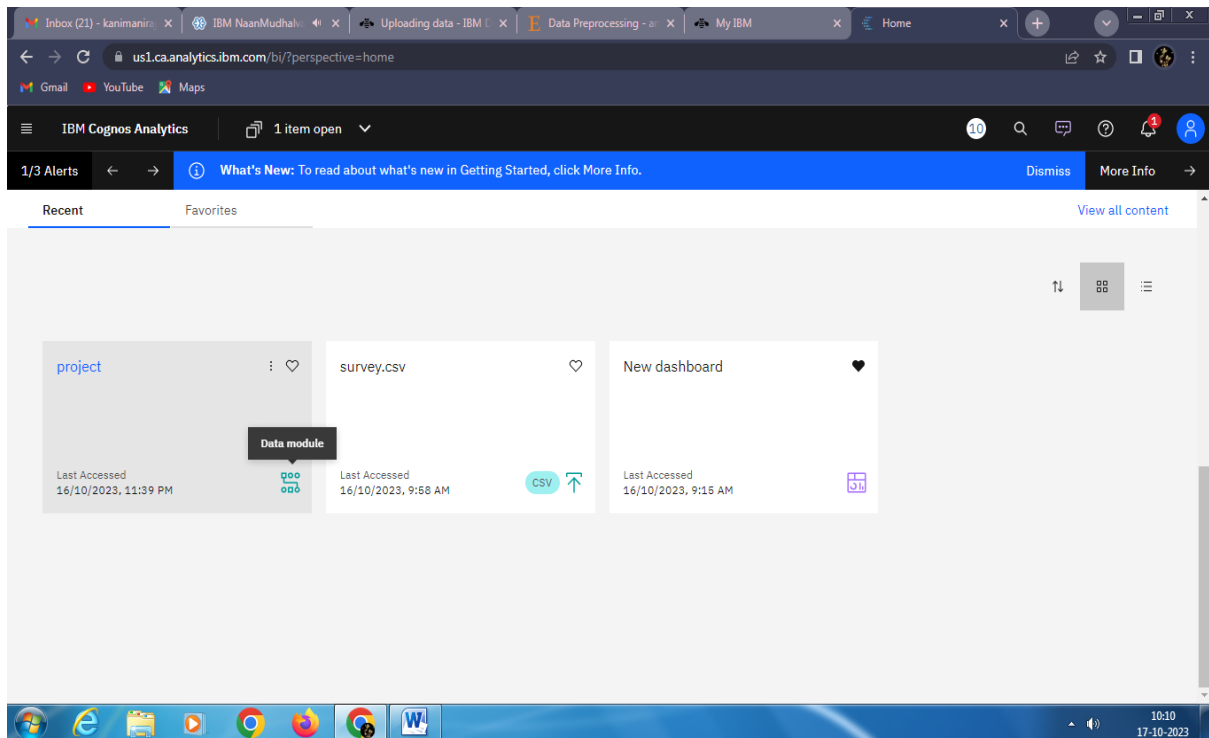 Inbox (21) - kanimanira
IBM NaanMudhalva
Uploading data - IBM D
Data Preprocessing - a
My IBM
Home
us1.ca.analytics.ibm.com/bi/?perspective=home
Gmail YouTube Maps
IBM Cognos Analytics 1 item open 10 1
1/3 Alerts What's New: To read about what's new in Getting Started, click More Info. Dismiss More Info
Recent Favorites View all content
project survey.csv New dashboard
Data module
Last Accessed Last Accessed CSV Last Accessed
16/10/2023, 11:39 PM 16/10/2023, 9:58 AM 16/10/2023, 9:15 AM
10:10
17-10-2023